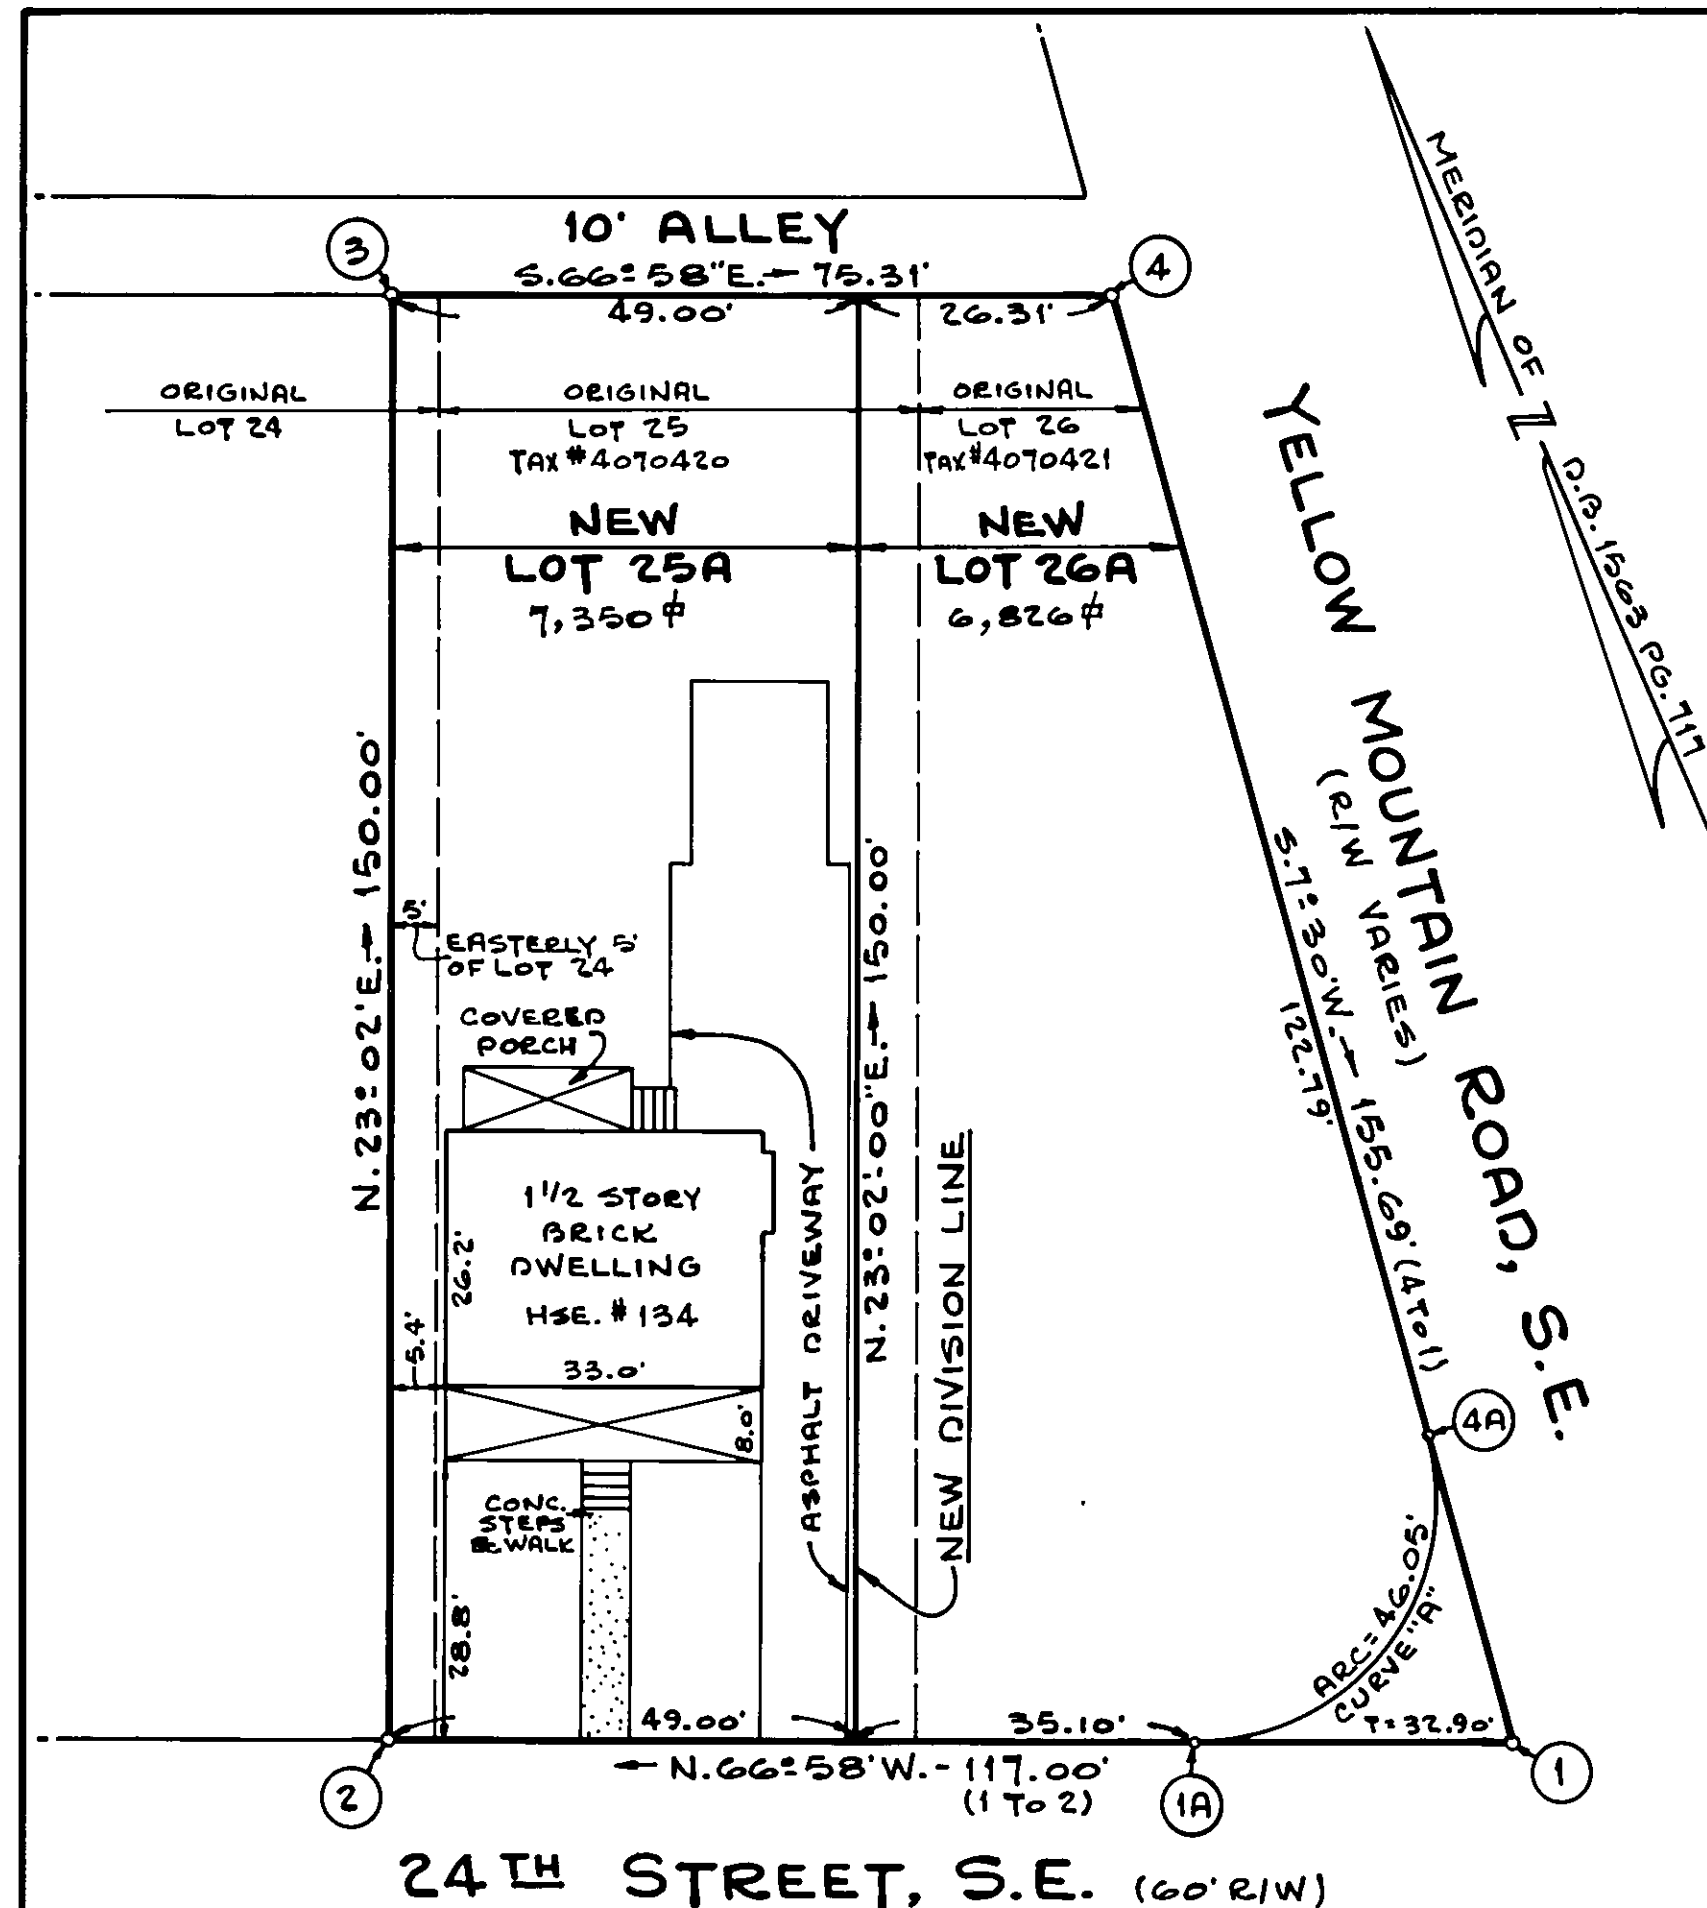 10' ALLEY
3
4
S.66°58"E. → 75.31'
49.00'
26.31'
ORIGINAL
LOT 24
ORIGINAL
LOT 25
TAX #4070420
ORIGINAL
LOT 26
TAX #4070421
NEW
LOT 25A
7,350 ⏍
NEW
LOT 26A
6,826 ⏍
MERIDIAN OF
D.B. 1563 PG. 717
YELLOW MOUNTAIN ROAD, S.E.
(R/W VARIES)
S.7°30'W. → 155.69' (4 TO 1)
122.79'
N.23°02'E. → 150.00'
5'
EASTERLY 5'
OF LOT 24
COVERED
PORCH
1 1/2 STORY
BRICK
DWELLING
HSE. #134
26.2'
33.0'
5.4'
8.0'
CONC.
STEPS
& WALK
28.8'
ASPHALT DRIVEWAY
N.23°02'-00"E. → 150.00'
NEW DIVISION LINE
4A
ARC=46.05'
CURVE "A"
T=32.90'
49.00'
35.10'
← N.66°58'W. - 117.00'
(1 TO 2)
2
1A
1
24TH STREET, S.E. (60' R/W)